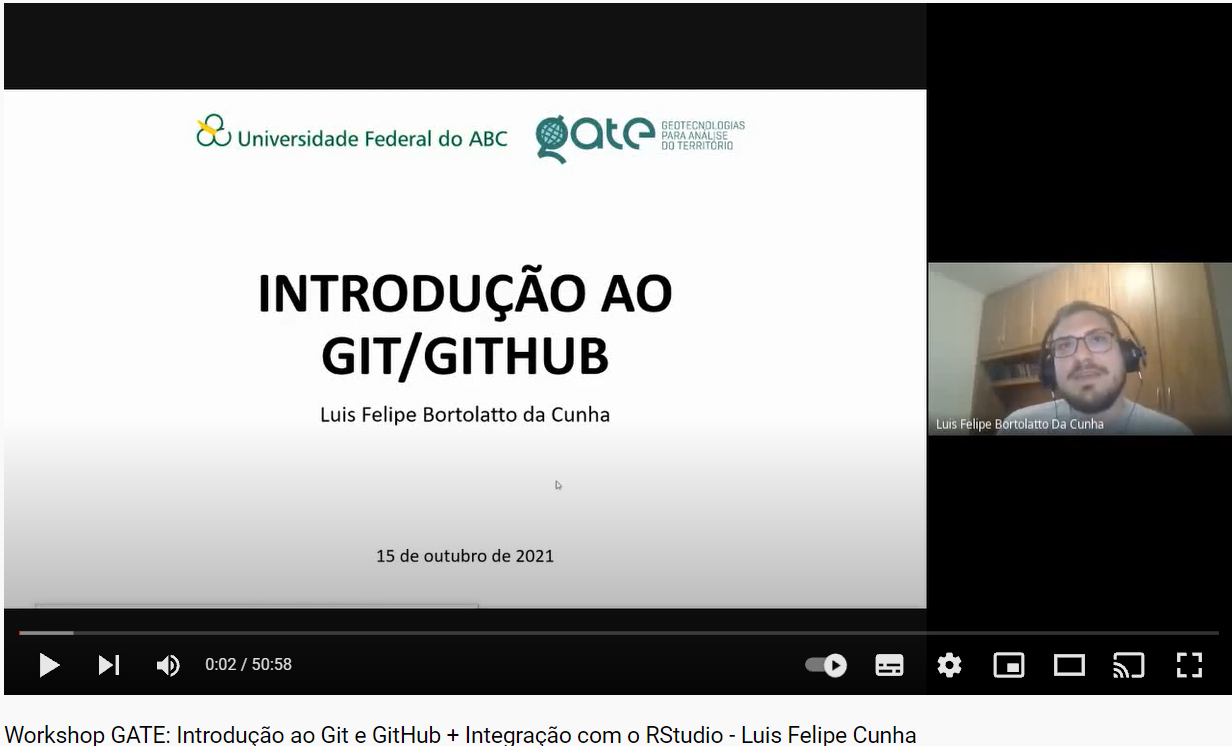 Universidade Federal do ABC
gate
GEOTECNOLOGIAS
PARA ANÁLISE
DO TERRITÓRIO
INTRODUÇÃO AO
GIT/GITHUB
Luis Felipe Bortolatto da Cunha
15 de outubro de 2021
Luis Felipe Bortolatto Da Cunha
0:02 / 50:58
Workshop GATE: Introdução ao Git e GitHub + Integração com o RStudio - Luis Felipe Cunha